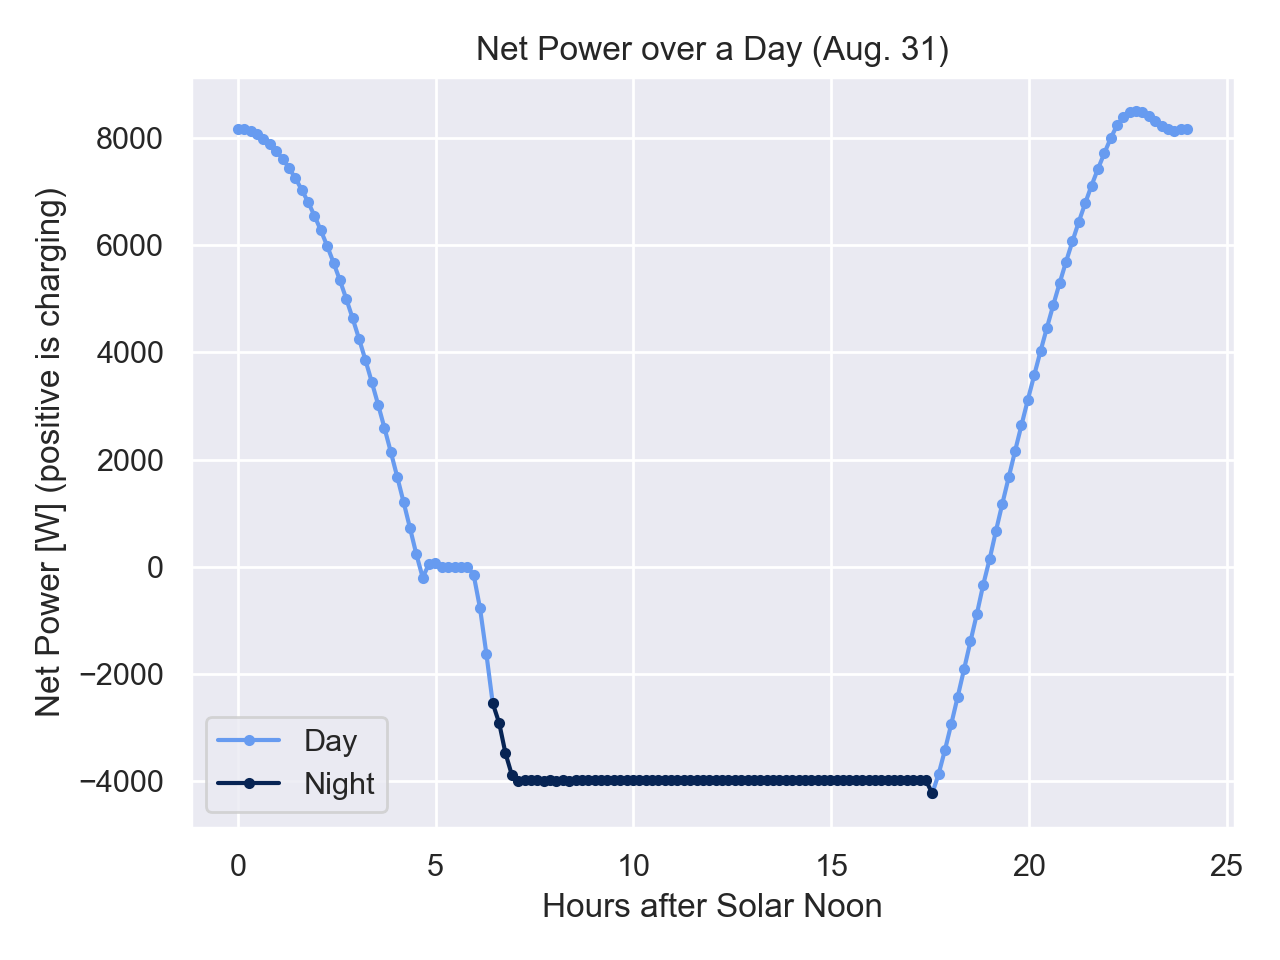 Net Power over a Day (Aug. 31)
Net Power [W] (positive is charging)
8000
6000
4000
2000
0
−2000
−4000
Day
Night
0 5 10 15 20 25
Hours after Solar Noon